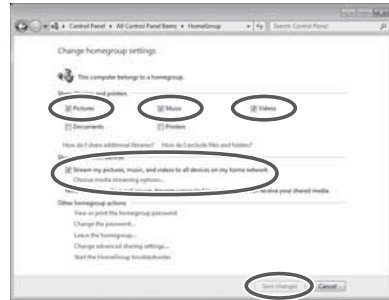 Control Panel ▸ All Control Panel Items ▸ HomeGroup
Search Control Panel
Change homegroup settings
This computer belongs to a homegroup.
Pictures
Music
Videos
Documents
Printers
How do I share additional libraries? How do I exclude files and folders?
Stream my pictures, music, and videos to all devices on my home network
Choose media streaming options...
receive your shared media.
Other homegroup actions
View or print the homegroup password
Change the password...
Leave the homegroup...
Change advanced sharing settings...
Start the HomeGroup troubleshooter
Save changes
Cancel